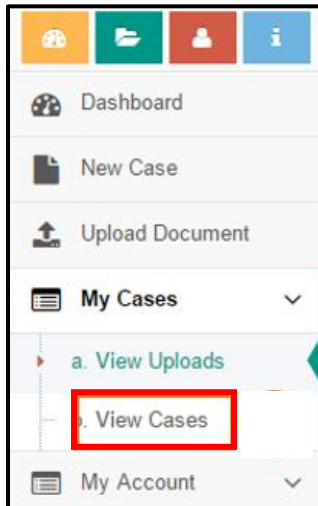 i
Dashboard
New Case
Upload Document
My Cases
a. View Uploads
. View Cases
My Account